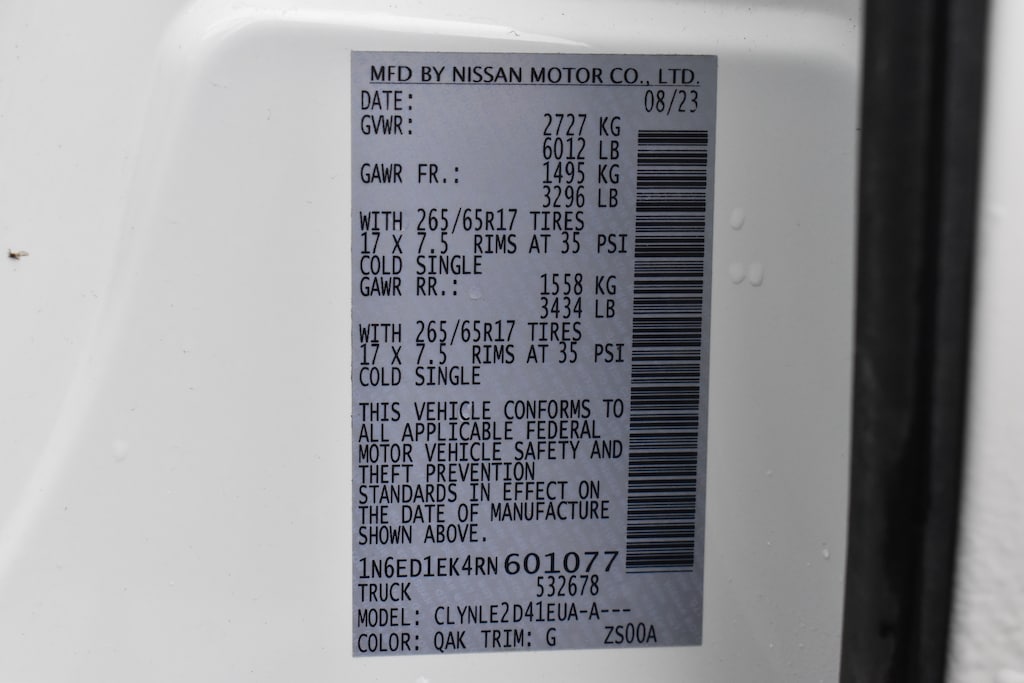 MFD BY NISSAN MOTOR CO., LTD.
DATE: 08/23
GVWR: 2727 KG
6012 LB
GAWR FR.: 1495 KG
3296 LB
WITH 265/65R17 TIRES
17 X 7.5 RIMS AT 35 PSI
COLD SINGLE
GAWR RR.: 1558 KG
3434 LB
WITH 265/65R17 TIRES
17 X 7.5 RIMS AT 35 PSI
COLD SINGLE
THIS VEHICLE CONFORMS TO
ALL APPLICABLE FEDERAL
MOTOR VEHICLE SAFETY AND
THEFT PREVENTION
STANDARDS IN EFFECT ON
THE DATE OF MANUFACTURE
SHOWN ABOVE.
1N6ED1EK4RN 601077
TRUCK 532678
MODEL: CLYNLE2D41EUA-A---
COLOR: QAK TRIM: G ZS00A